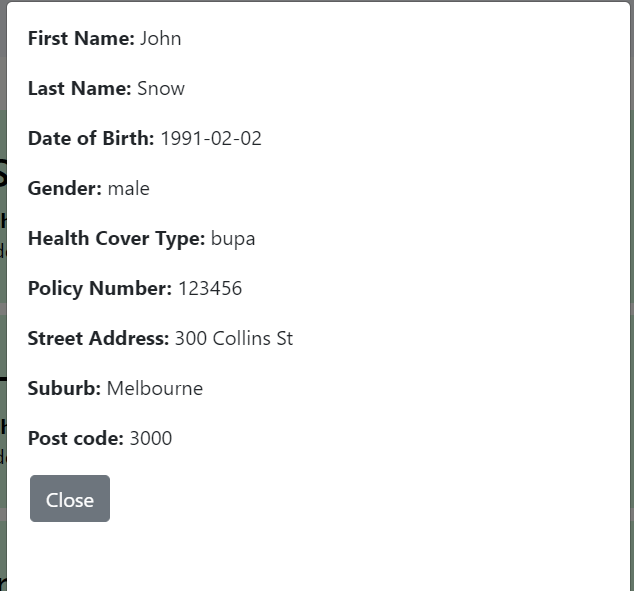 First Name: John
Last Name: Snow
Date of Birth: 1991-02-02
Gender: male
Health Cover Type: bupa
Policy Number: 123456
Street Address: 300 Collins St
Suburb: Melbourne
Post code: 3000
Close